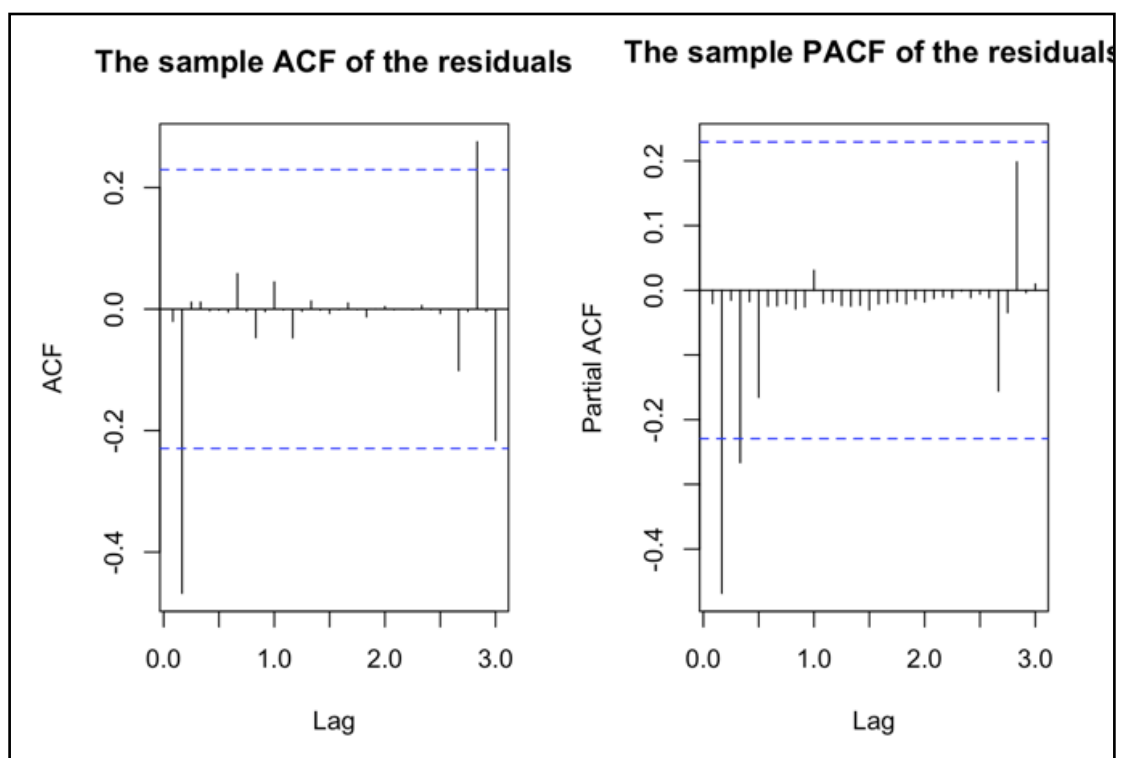 The sample ACF of the residuals
ACF
0.2
0.0
-0.2
-0.4
0.0 1.0 2.0 3.0
Lag
The sample PACF of the residuals
Partial ACF
0.2
0.1
0.0
-0.2
-0.4
0.0 1.0 2.0 3.0
Lag